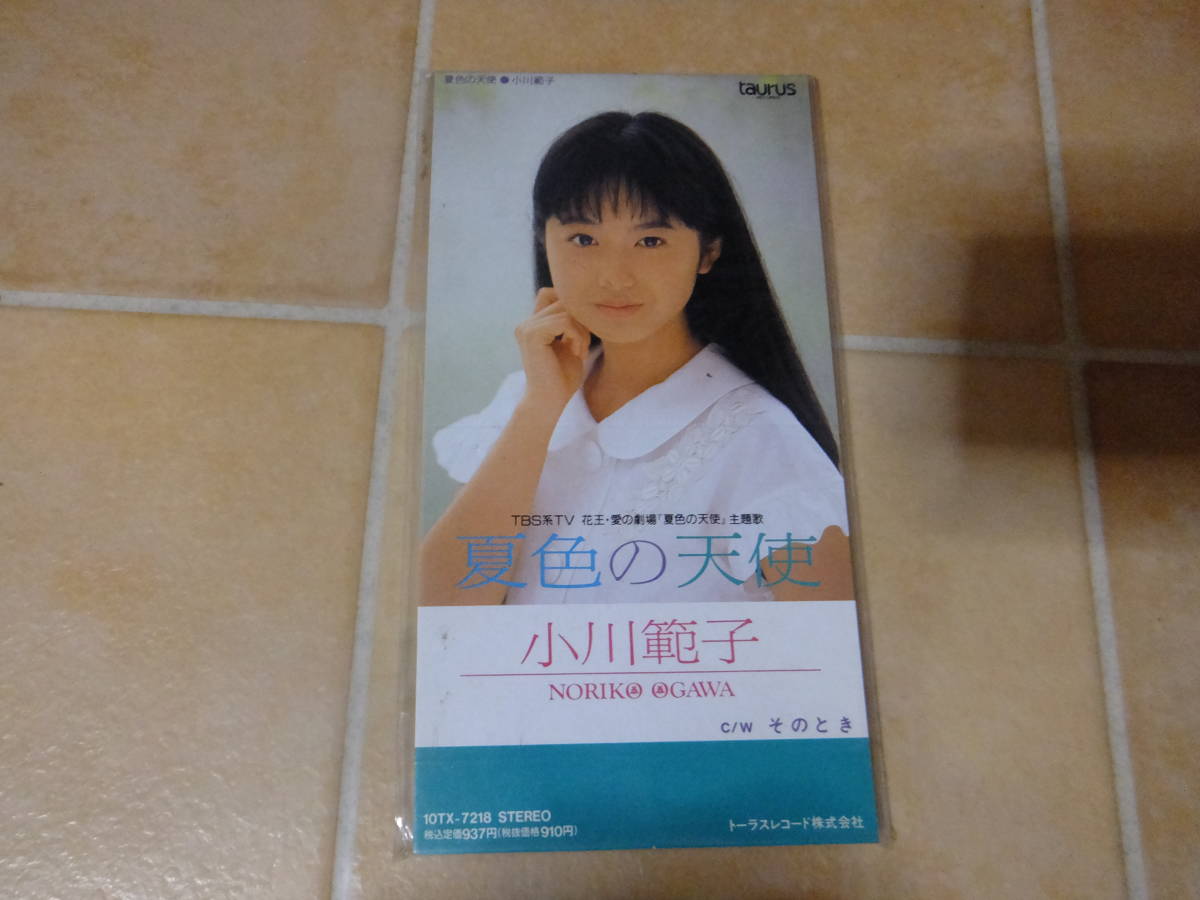 夏色の天使●小川範子
taurus
TBS系TV 花王・愛の劇場「夏色の天使」主題歌
夏色の天使
小川範子
NORIKO OGAWA
C/W そのとき
10TX-7218 STEREO
税込定価937円(税抜価格910円)
トーラスレコード株式会社